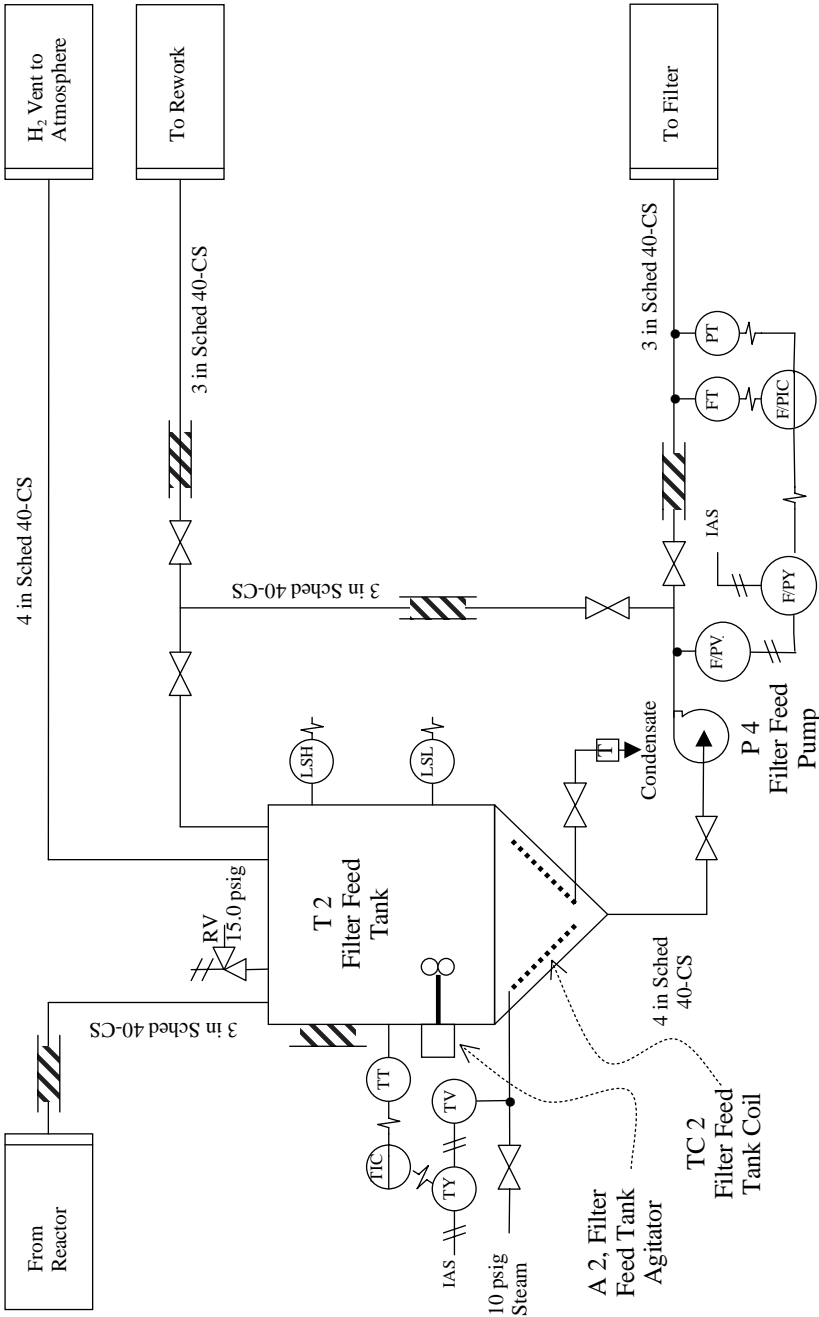 H₂ Vent to
Atmosphere
To Rework
To Filter
4 in Sched 40-CS
3 in Sched 40-CS
3 in Sched 40-CS
3 in Sched 40-CS
3 in Sched 40-CS
From
Reactor
RV
15.0 psig
T 2
Filter Feed
Tank
LSH
LSL
TT
TIC
TY
TV
IAS
10 psig
Steam
A 2, Filter
Feed Tank
Agitator
TC 2
Filter Feed
Tank Coil
4 in Sched
40-CS
T
Condensate
P 4
Filter Feed
Pump
F/PV.
F/PY
IAS
F/PIC
FT
PT